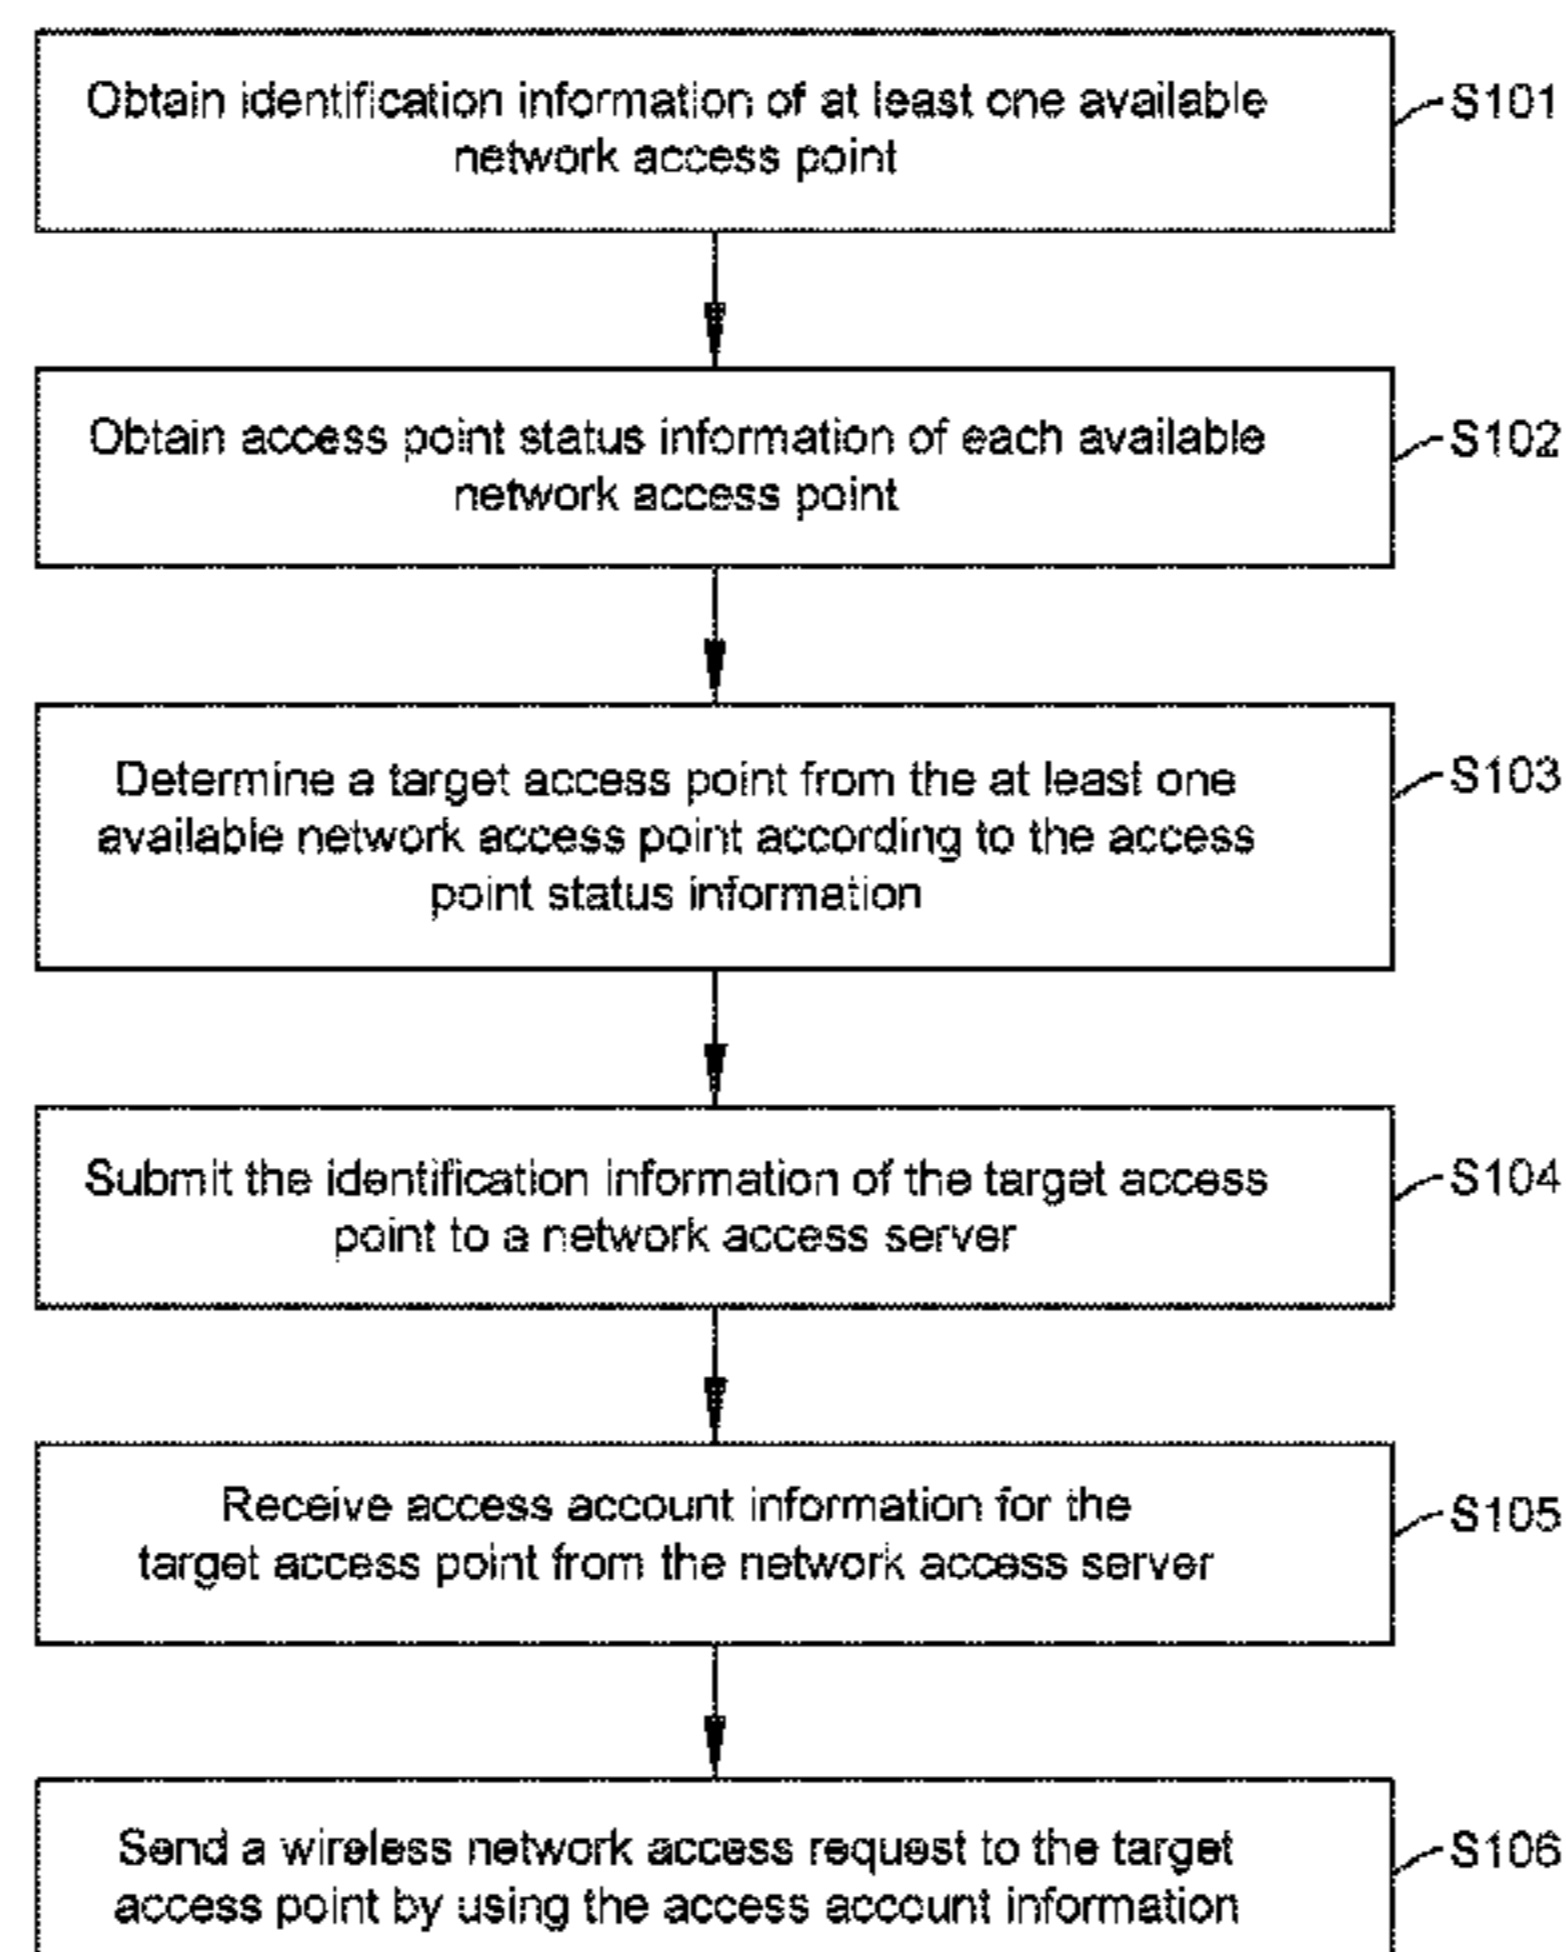 Obtain identification information of at least one available
network access point
S101
Obtain access point status information of each available
network access point
S102
Determine a target access point from the at least one
available network access point according to the access
point status information
S103
Submit the identification information of the target access
point to a network access server
S104
Receive access account information for the
target access point from the network access server
S105
Send a wireless network access request to the target
access point by using the access account information
S106